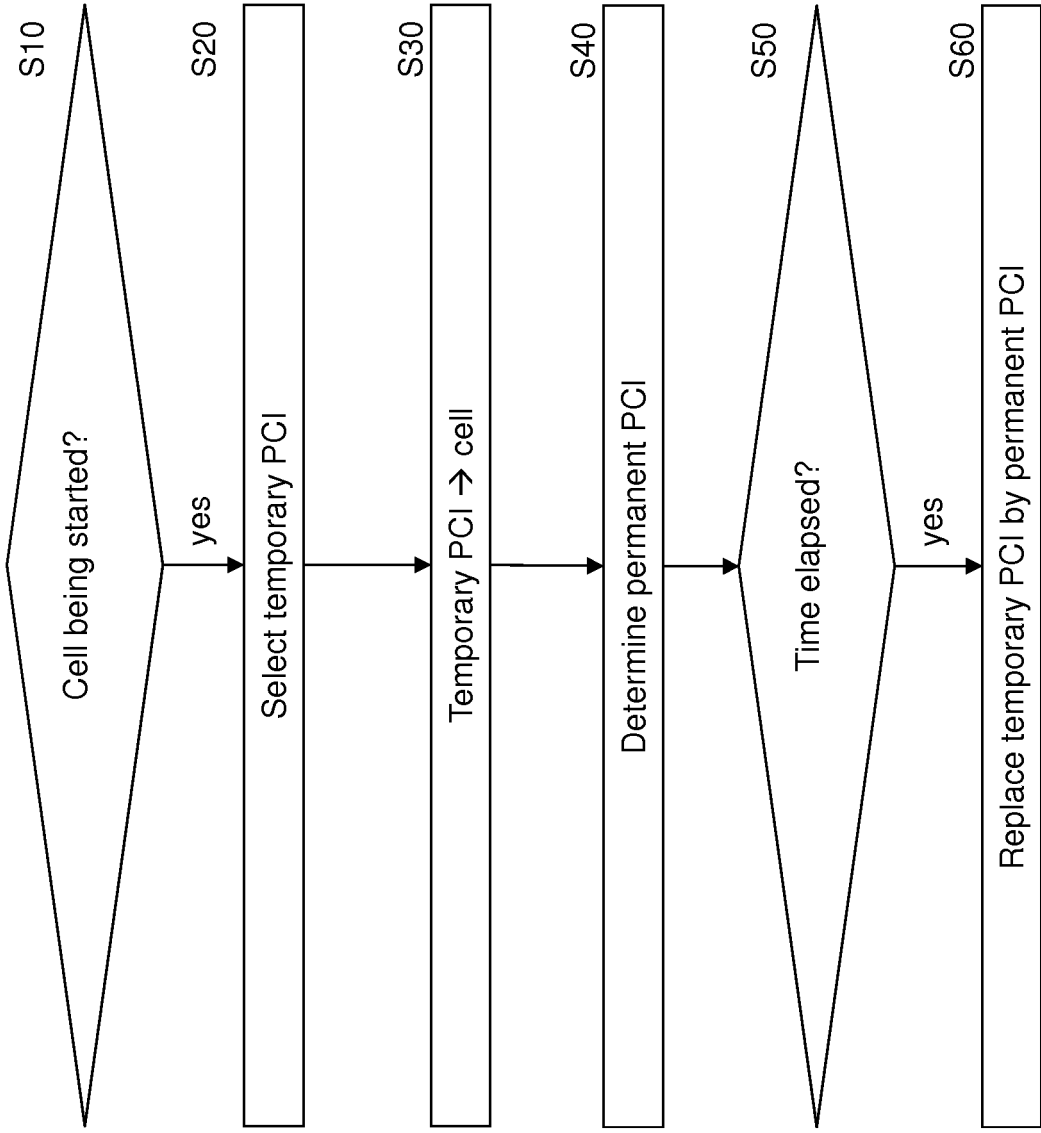 S10
Cell being started?
yes
S20
Select temporary PCI
S30
Temporary PCI → cell
S40
Determine permanent PCI
S50
Time elapsed?
yes
S60
Replace temporary PCI by permanent PCI